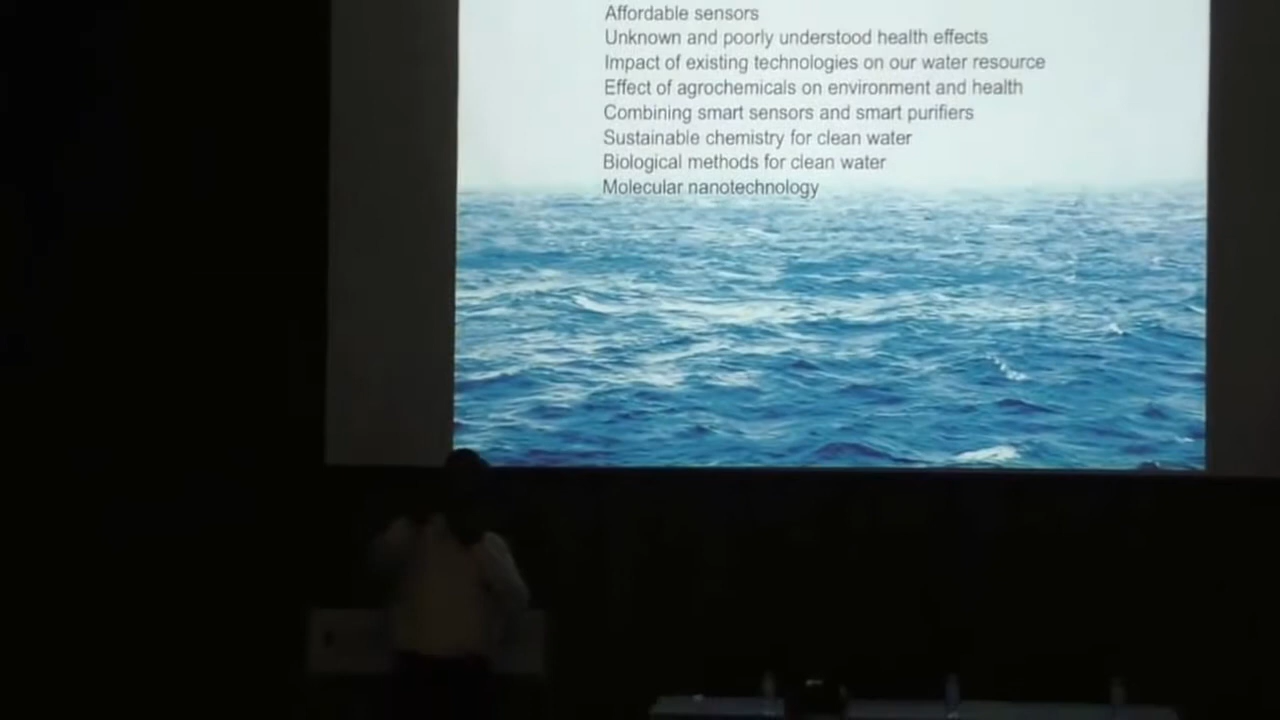 Affordable sensors
Unknown and poorly understood health effects
Impact of existing technologies on our water resource
Effect of agrochemicals on environment and health
Combining smart sensors and smart purifiers
Sustainable chemistry for clean water
Biological methods for clean water
Molecular nanotechnology